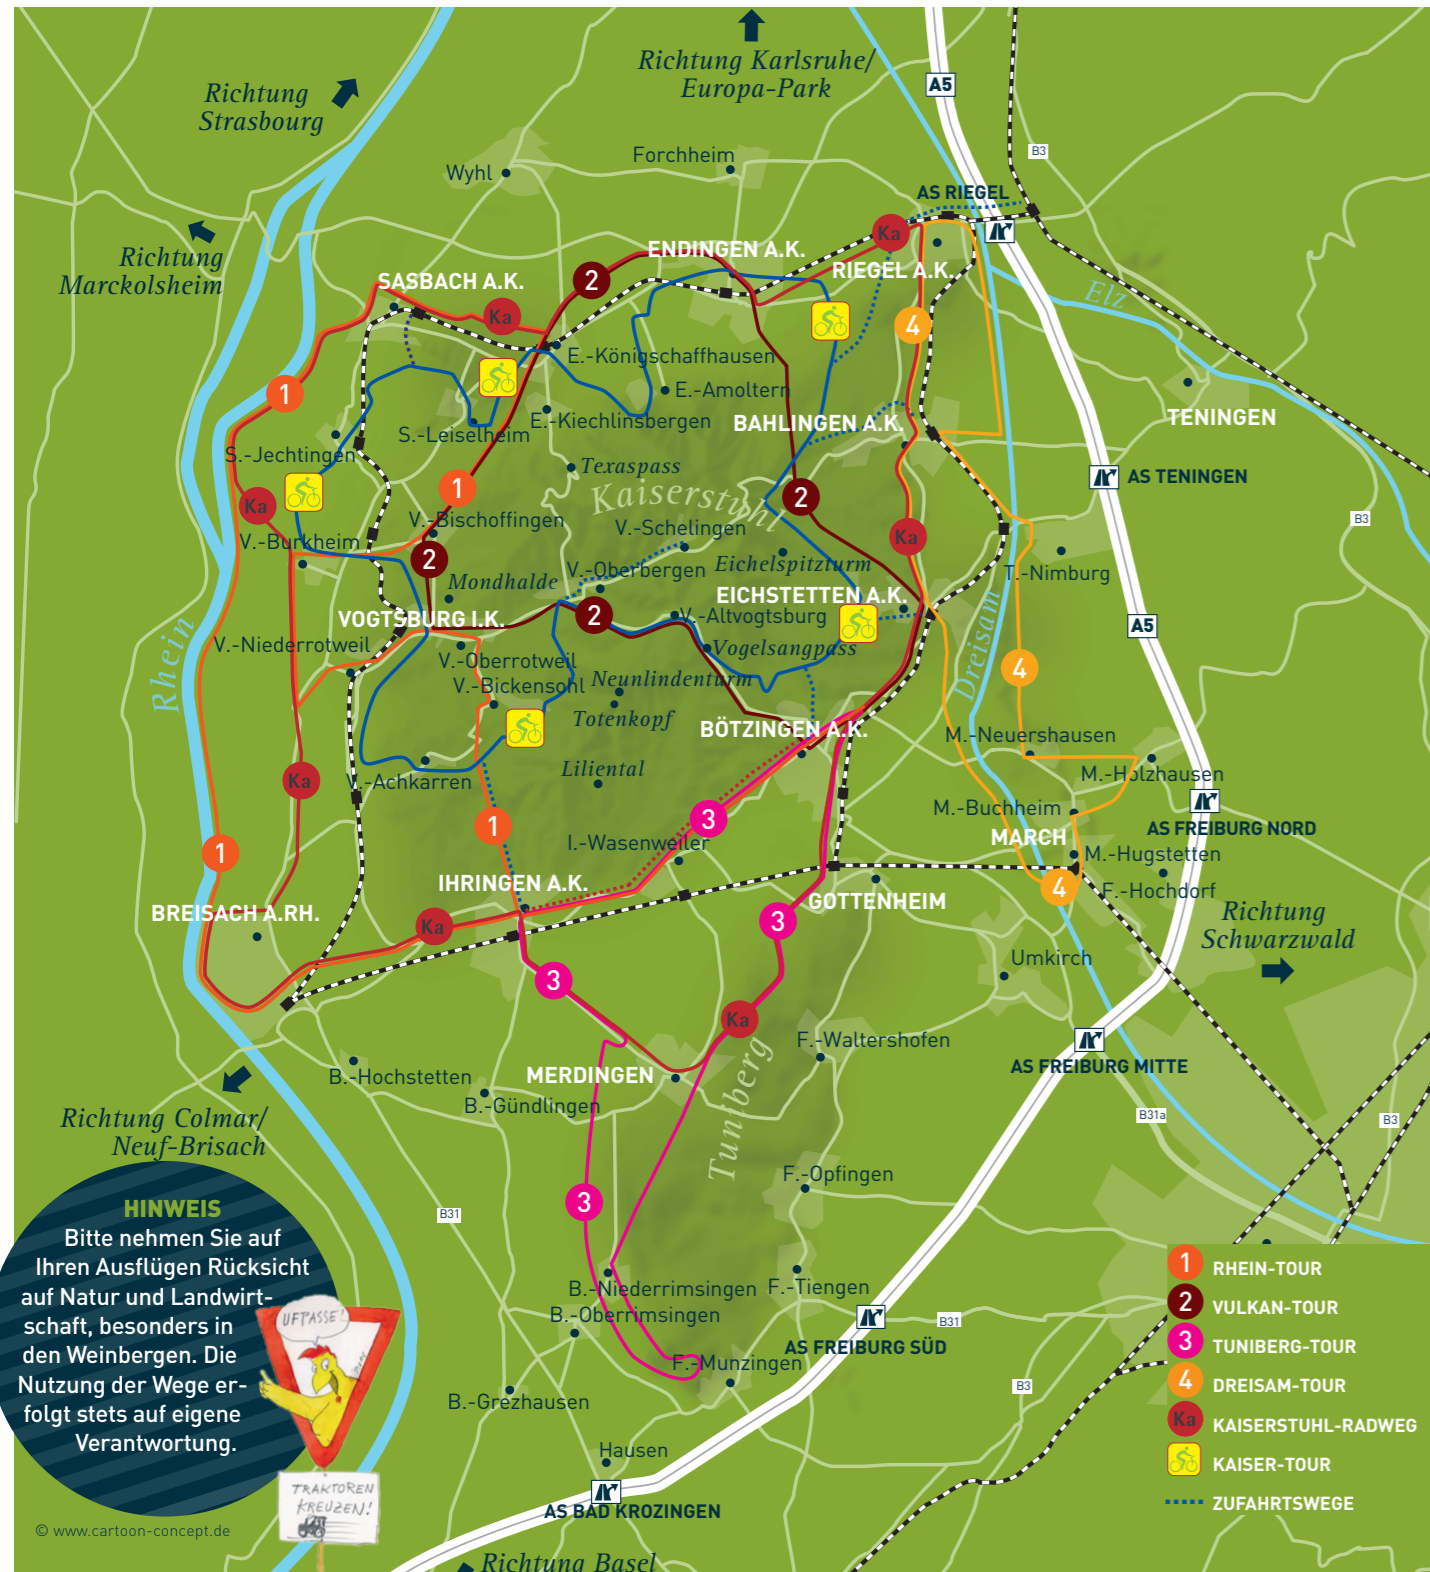 Richtung Karlsruhe/
Europa-Park
Richtung
Strasbourg
A5
B3
Forchheim
Wyhl
AS RIEGEL
Ka
ENDINGEN A.K.
RIEGEL A.K.
Richtung
Marckolsheim
SASBACH A.K.
2
Elz
Ka
4
E.-Königschaffhausen
1
E.-Amoltern
TENINGEN
E.-Kiechlinsbergen
BAHLINGEN A.K.
S.-Leiselheim
S.-Jechtingen
Texaspass
AS TENINGEN
1
Kaiserstuhl
2
Ka
B3
V.-Bischoffingen
V.-Schelingen
Ka
V.-Burkheim
2
Eichelspitzturm
V.-Oberbergen
T.-Nimburg
Mondhalde
EICHSTETTEN A.K.
VOGTSBURG I.K.
2
V.-Altvogtsburg
A5
V.-Niederrotweil
Vogelsangpass
Dreisam
Rhein
V.-Oberrotweil
4
V.-Bickensohl
Neunlindenturm
Totenkopf
BÖTZINGEN A.K.
M.-Neuershausen
Liliental
M.-Holzhausen
V.-Achkarren
Ka
M.-Buchheim
1
3
AS FREIBURG NORD
MARCH
I.-Wasenweiler
1
M.-Hugstetten
IHRINGEN A.K.
4
F.-Hochdorf
GOTTENHEIM
BREISACH A.RH.
Ka
3
Richtung
Schwarzwald
Umkirch
3
Ka
F.-Waltershofen
AS FREIBURG MITTE
MERDINGEN
B.-Hochstetten
B.-Gündlingen
Tuniberg
B31a
B3
Richtung Colmar/
Neuf-Brisach
F.-Opfingen
3
B31
HINWEIS
Bitte nehmen Sie auf
Ihren Ausflügen Rücksicht
auf Natur und Landwirt-
schaft, besonders in
den Weinbergen. Die
Nutzung der Wege er-
folgt stets auf eigene
Verantwortung.
UFPASSE!
TRAKTOREN
KREUZEN!
© www.cartoon-concept.de
B.-Niederrimsingen
F.-Tiengen
B.-Oberrimsingen
B31
AS FREIBURG SÜD
F.-Munzingen
B3
B.-Grezhausen
Hausen
AS BAD KROZINGEN
Richtung Basel
1 RHEIN-TOUR
2 VULKAN-TOUR
3 TUNIBERG-TOUR
4 DREISAM-TOUR
Ka KAISERSTUHL-RADWEG
KAISER-TOUR
ZUFAHRTSWEGE